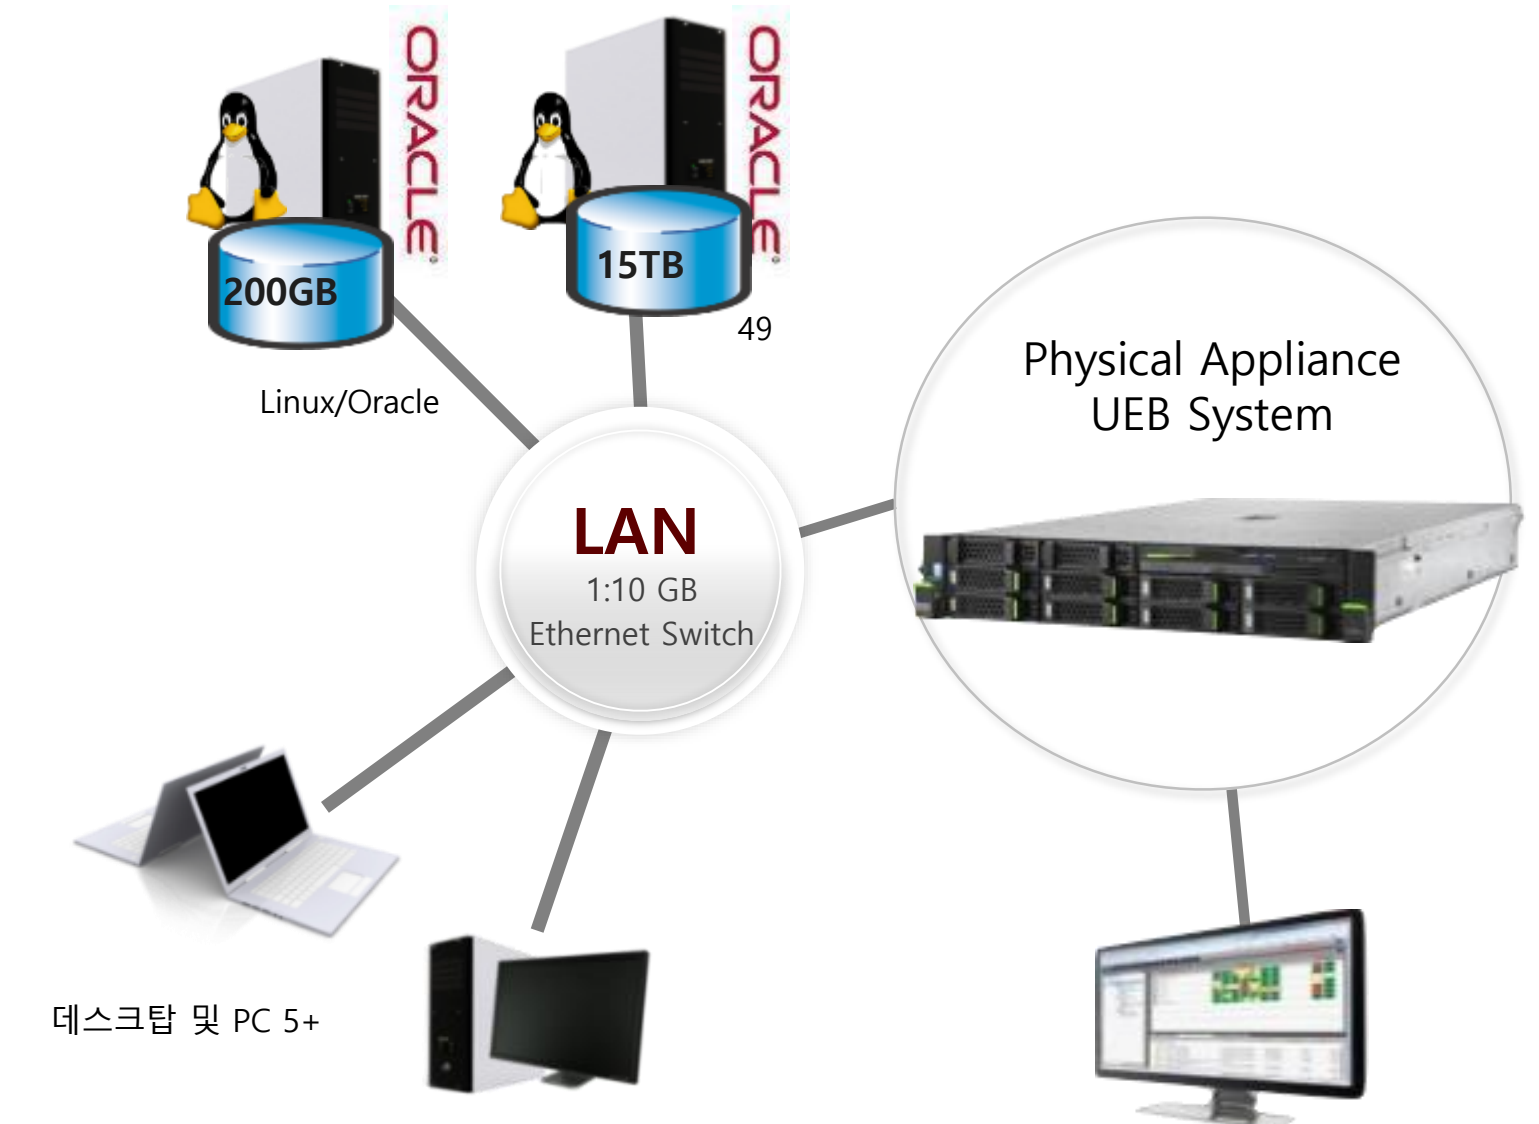 ORACLE
ORACLE
200GB
15TB
49
Linux/Oracle
Physical Appliance
UEB System
LAN
1:10 GB
Ethernet Switch
데스크탑 및 PC 5+